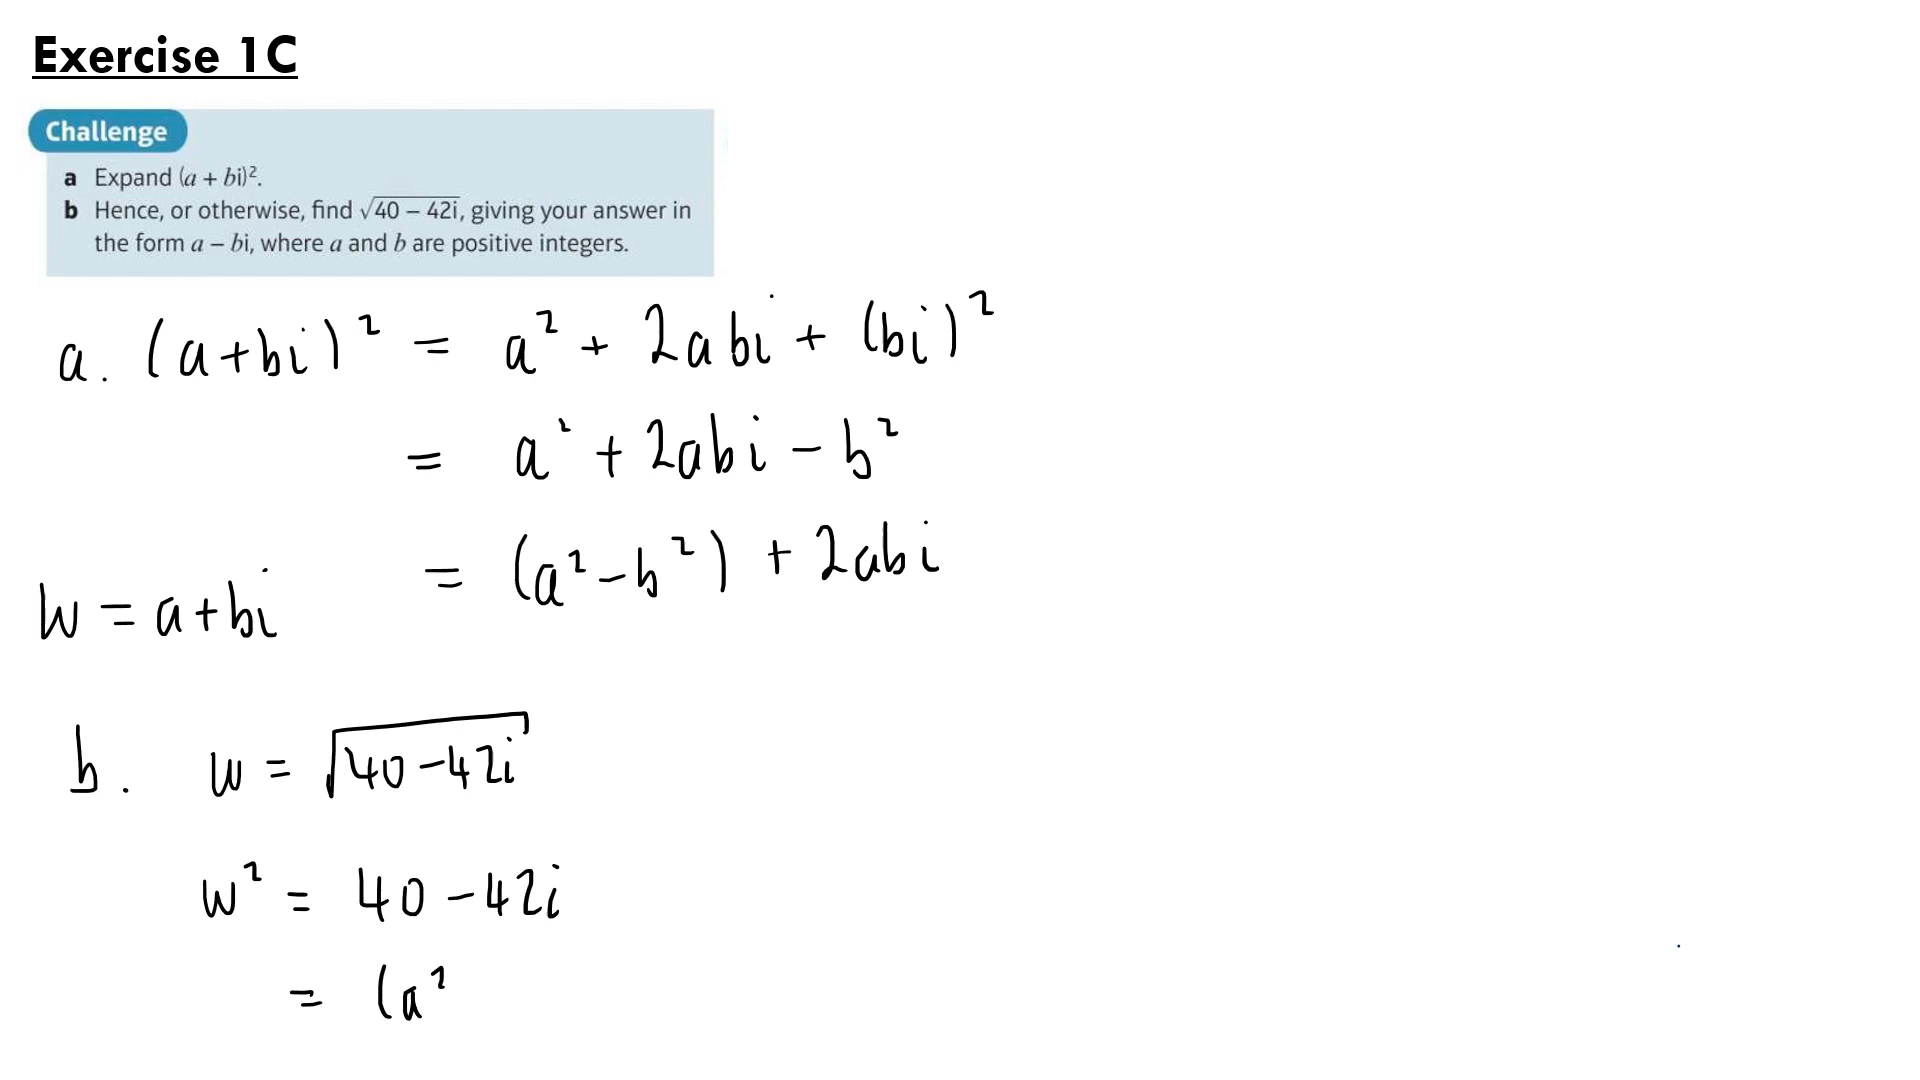 Exercise 1C
Challenge
a Expand (a + bi)².
b Hence, or otherwise, find √40 – 42i, giving your answer in
the form a – bi, where a and b are positive integers.
a. (a+bi)² = a² + 2abi + (bi)²
= a² + 2abi – b²
= (a²–b²) + 2abi
w = a+bi
b. w = √40–42i
w² = 40–42i
= (a²